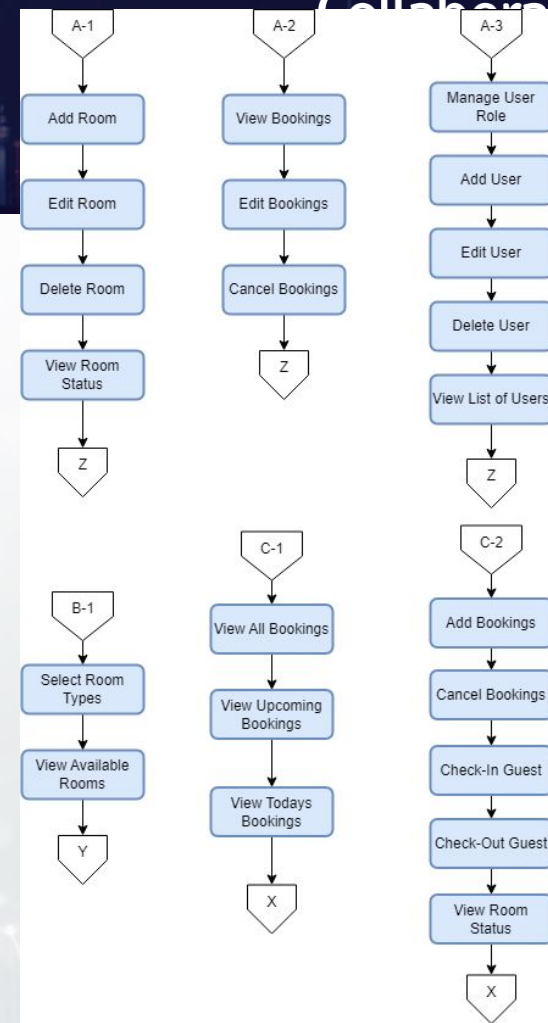 A-1
Add Room
Edit Room
Delete Room
View Room
Status
Z
A-2
View Bookings
Edit Bookings
Cancel Bookings
Z
A-3
Manage User
Role
Add User
Edit User
Delete User
View List of Users
Z
B-1
Select Room
Types
View Available
Rooms
Y
C-1
View All Bookings
View Upcoming
Bookings
View Todays
Bookings
X
C-2
Add Bookings
Cancel Bookings
Check-In Guest
Check-Out Guest
View Room
Status
X